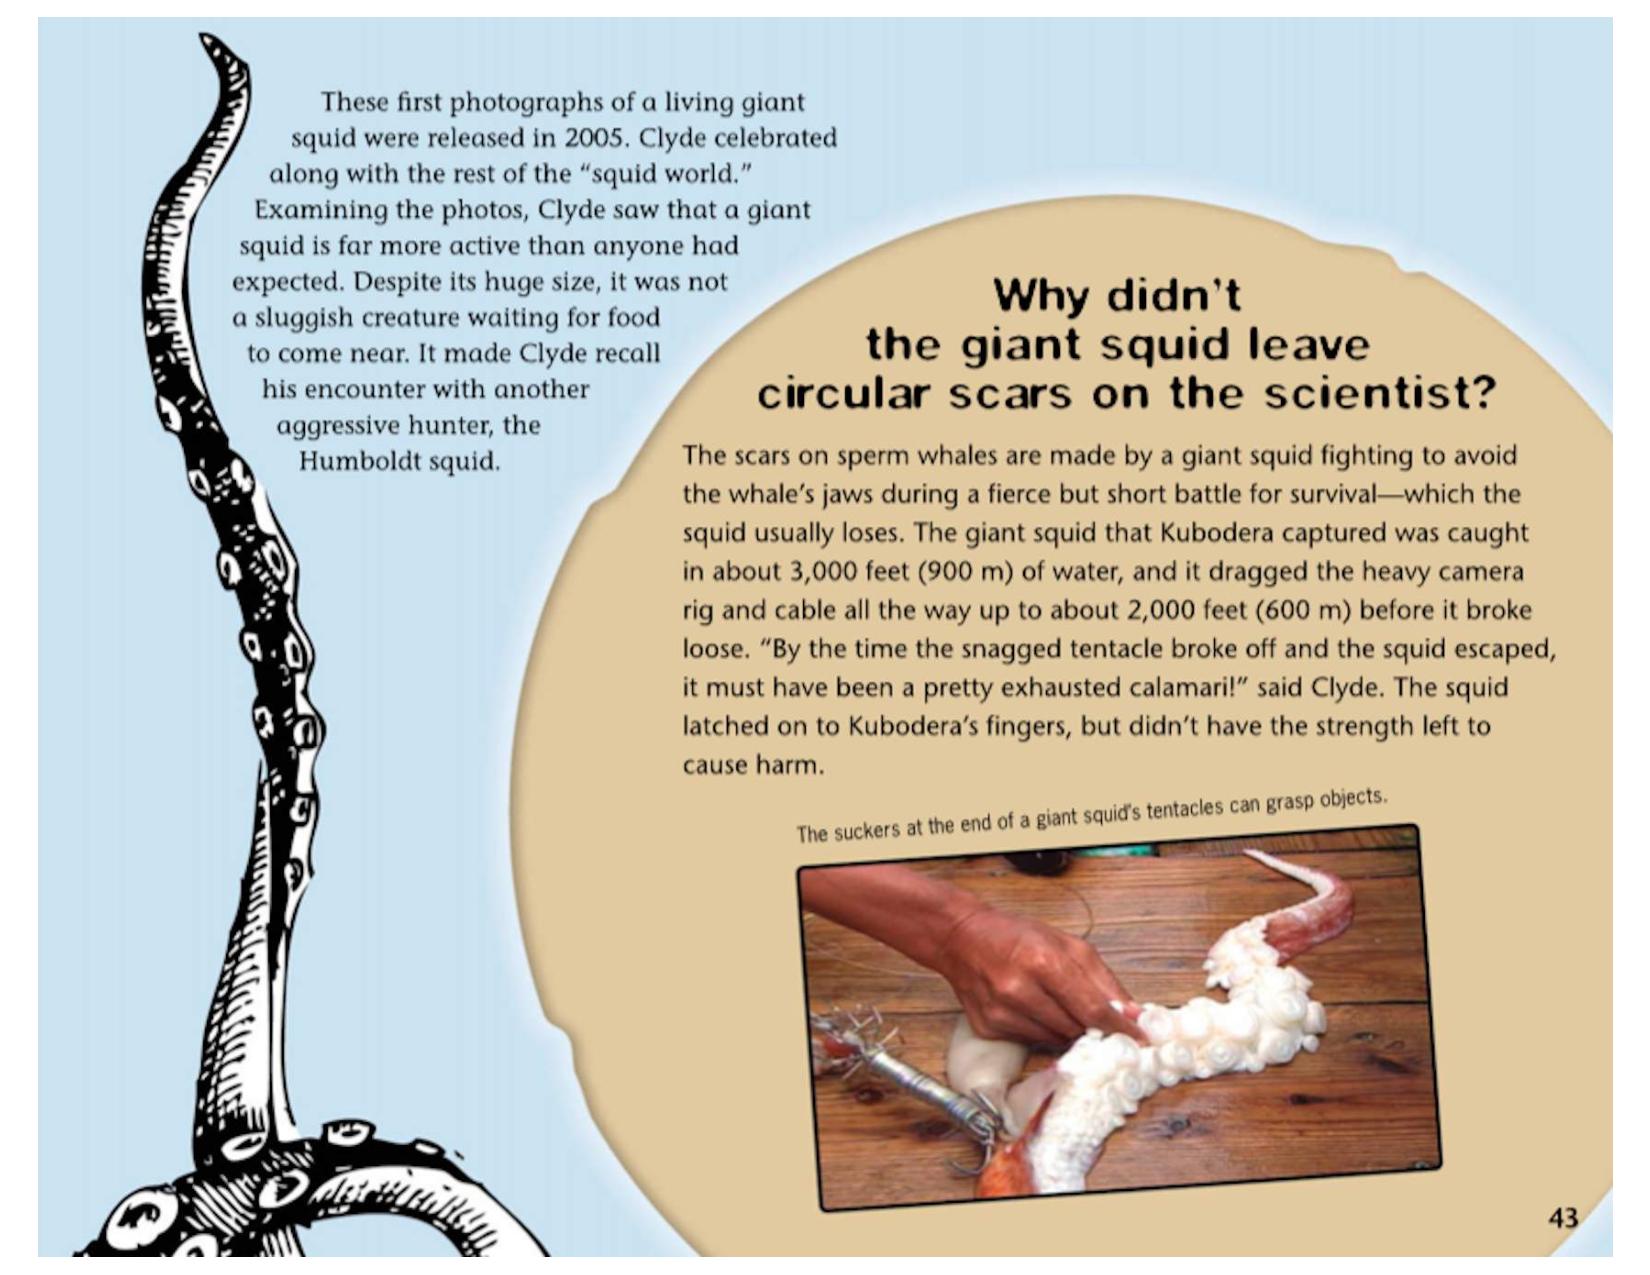 These first photographs of a living giant
squid were released in 2005. Clyde celebrated
along with the rest of the “squid world.”
Examining the photos, Clyde saw that a giant
squid is far more active than anyone had
expected. Despite its huge size, it was not
a sluggish creature waiting for food
to come near. It made Clyde recall
his encounter with another
aggressive hunter, the
Humboldt squid.
Why didn't
the giant squid leave
circular scars on the scientist?
The scars on sperm whales are made by a giant squid fighting to avoid
the whale’s jaws during a fierce but short battle for survival—which the
squid usually loses. The giant squid that Kubodera captured was caught
in about 3,000 feet (900 m) of water, and it dragged the heavy camera
rig and cable all the way up to about 2,000 feet (600 m) before it broke
loose. “By the time the snagged tentacle broke off and the squid escaped,
it must have been a pretty exhausted calamari!” said Clyde. The squid
latched on to Kubodera’s fingers, but didn’t have the strength left to
cause harm.
The suckers at the end of a giant squid's tentacles can grasp objects.
43